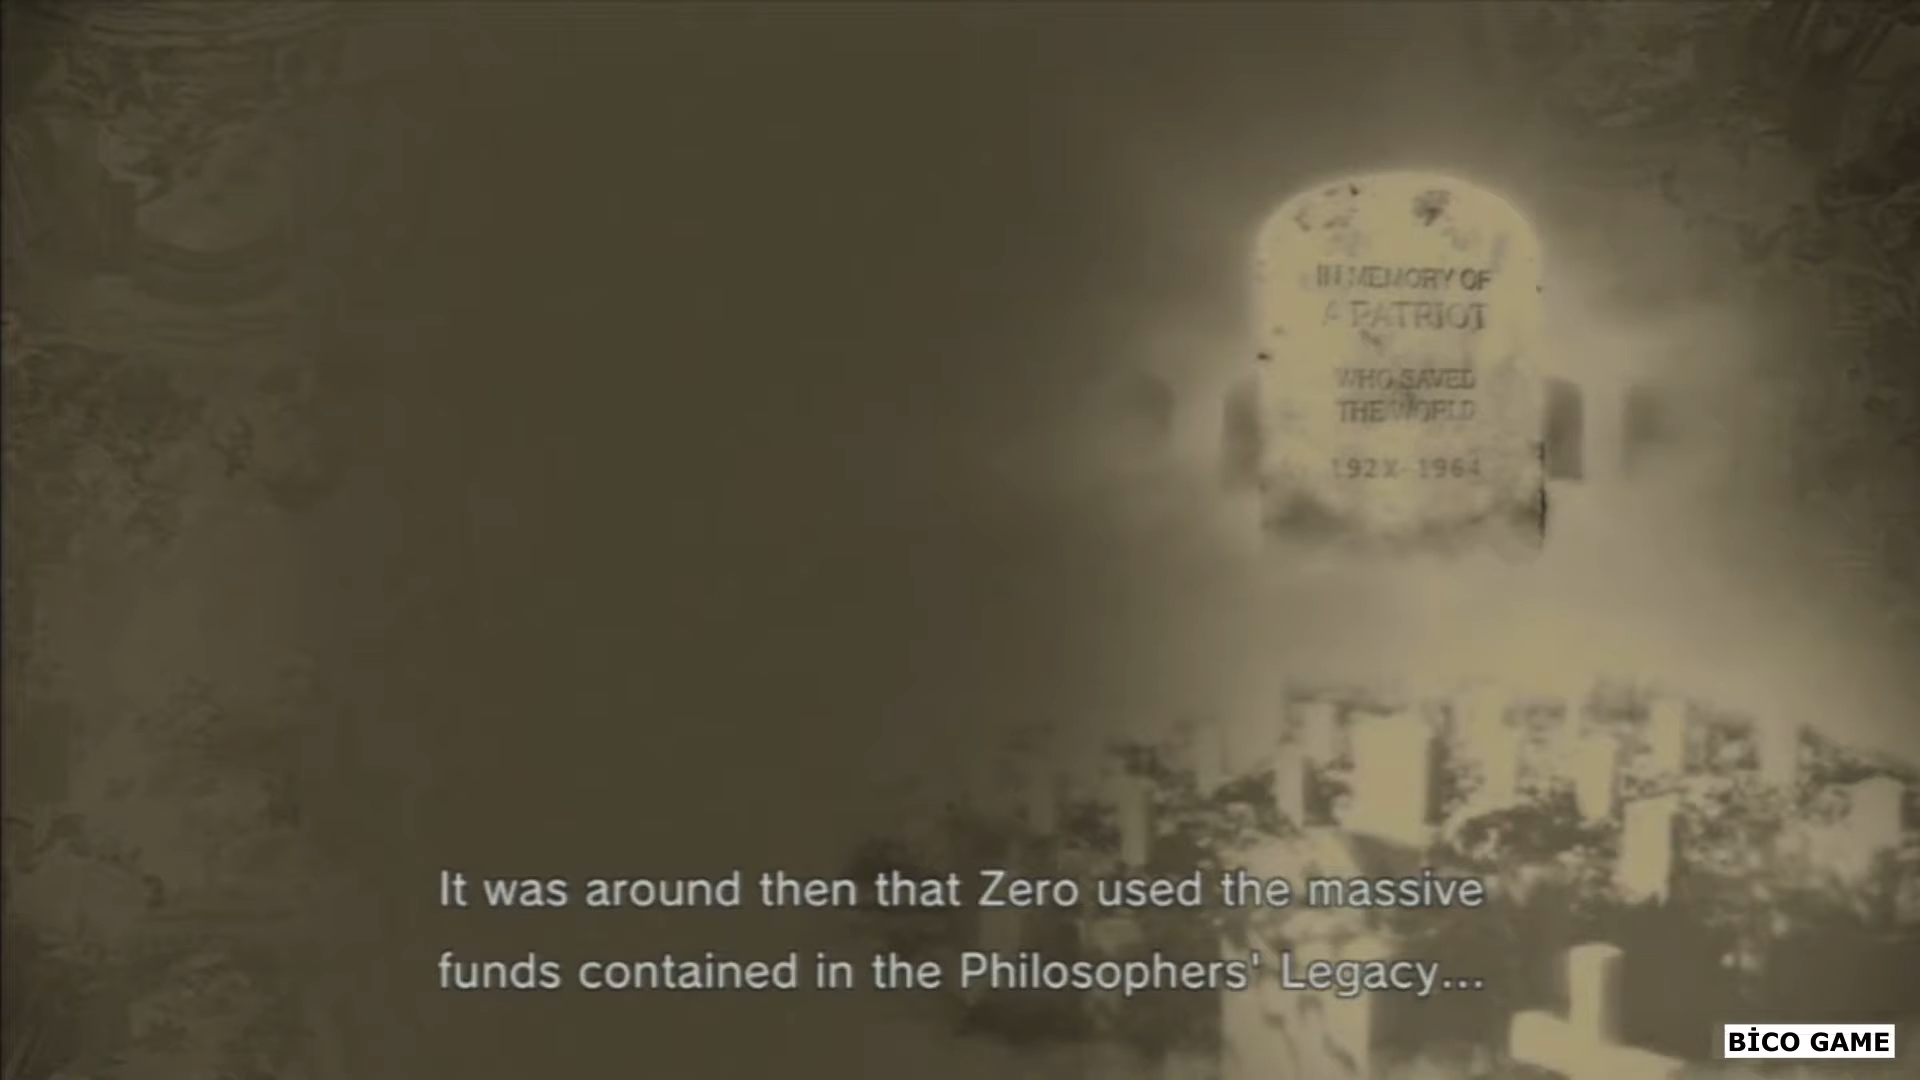 IN MEMORY OF
A PATRIOT
WHO SAVED
THE WORLD
192X-1964
It was around then that Zero used the massive
funds contained in the Philosophers' Legacy...
BİCO GAME